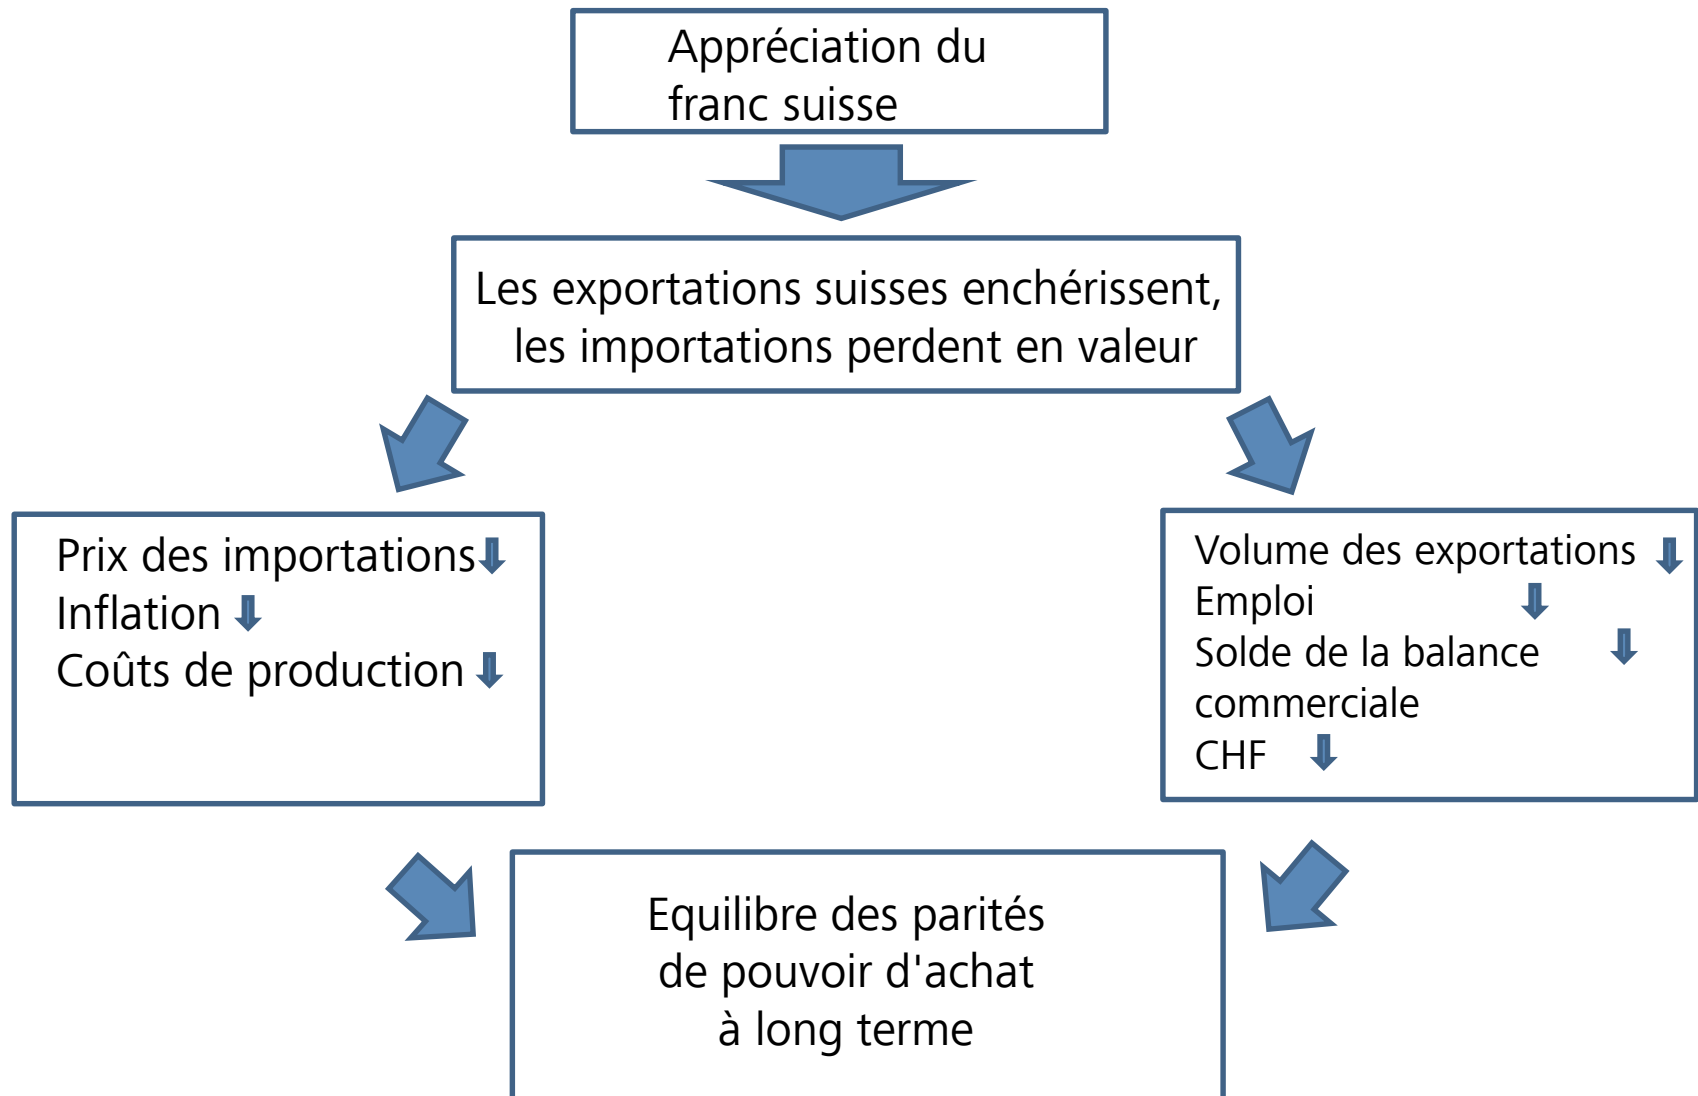 Appréciation du
franc suisse
Les exportations suisses enchérissent,
les importations perdent en valeur
Prix des importations
Inflation
Coûts de production
Volume des exportations
Emploi
Solde de la balance
commerciale
CHF
Equilibre des parités
de pouvoir d'achat
à long terme